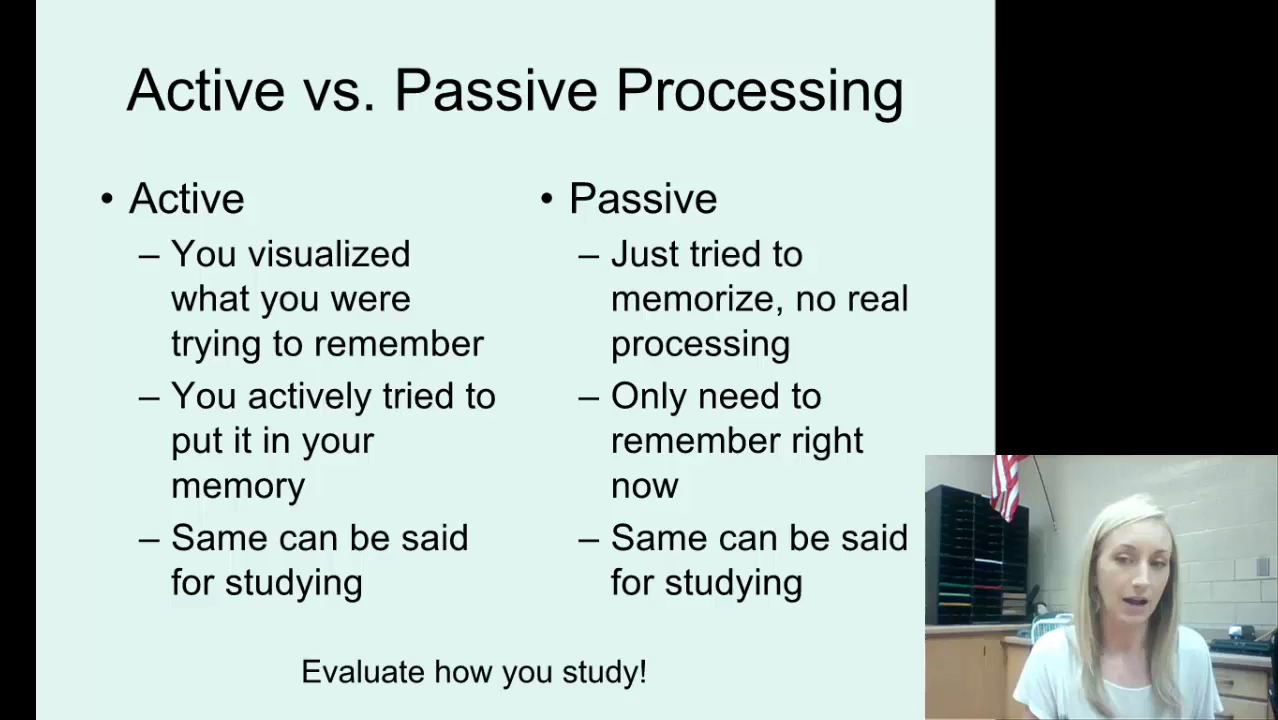 Active vs. Passive Processing
• Active
– You visualized
what you were
trying to remember
– You actively tried to
put it in your
memory
– Same can be said
for studying
• Passive
– Just tried to
memorize, no real
processing
– Only need to
remember right
now
– Same can be said
for studying
Evaluate how you study!